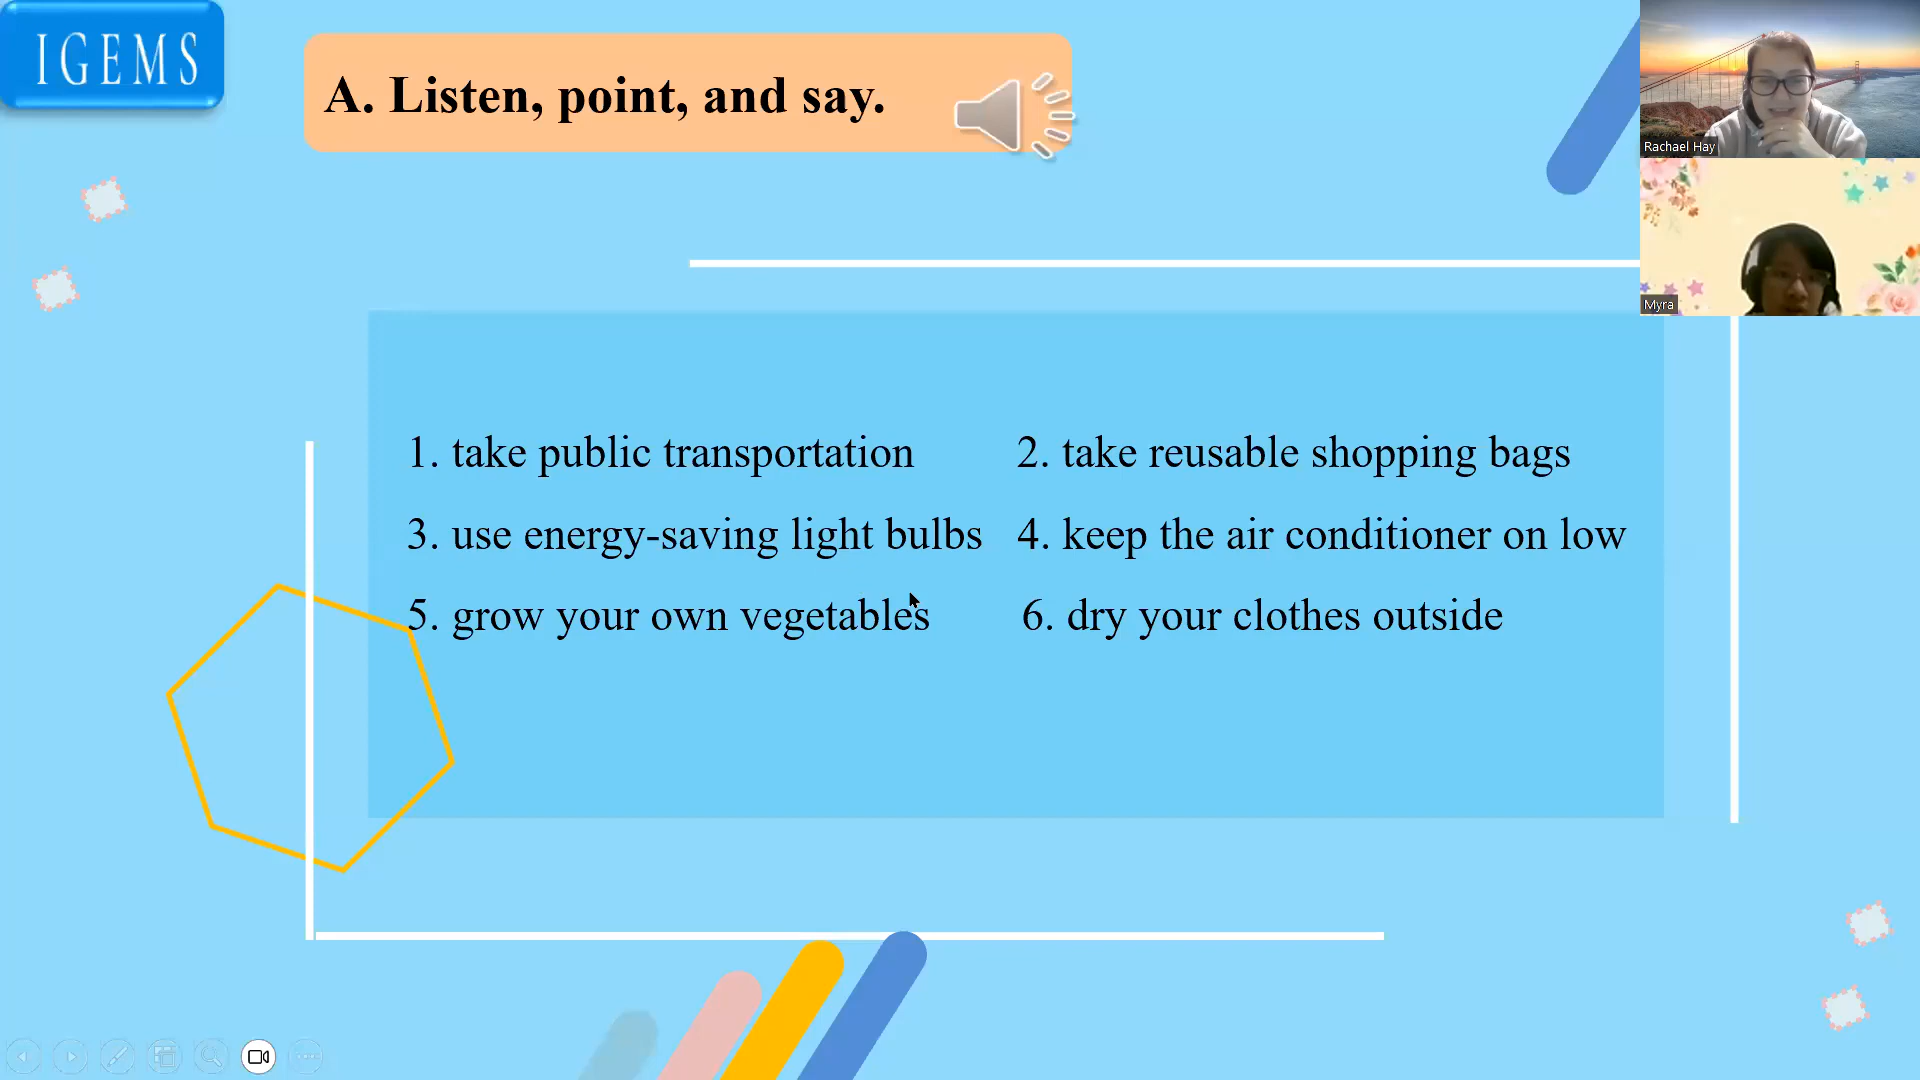 IGEMS
A. Listen, point, and say.
Rachael Hay
Myra
1. take public transportation 2. take reusable shopping bags
3. use energy-saving light bulbs 4. keep the air conditioner on low
5. grow your own vegetables 6. dry your clothes outside